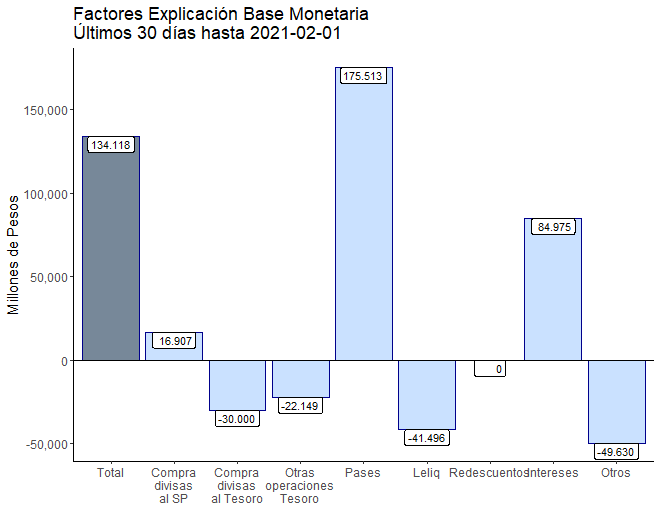 Factores Explicación Base Monetaria
Últimos 30 días hasta 2021-02-01
Millones de Pesos
150,000
100,000
50,000
0
-50,000
134.118
16.907
-30.000
-22.149
175.513
-41.496
0
84.975
-49.630
Total
Compra
divisas
al SP
Compra
divisas
al Tesoro
Otras
operaciones
Tesoro
Pases
Leliq
Redescuentos
Intereses
Otros